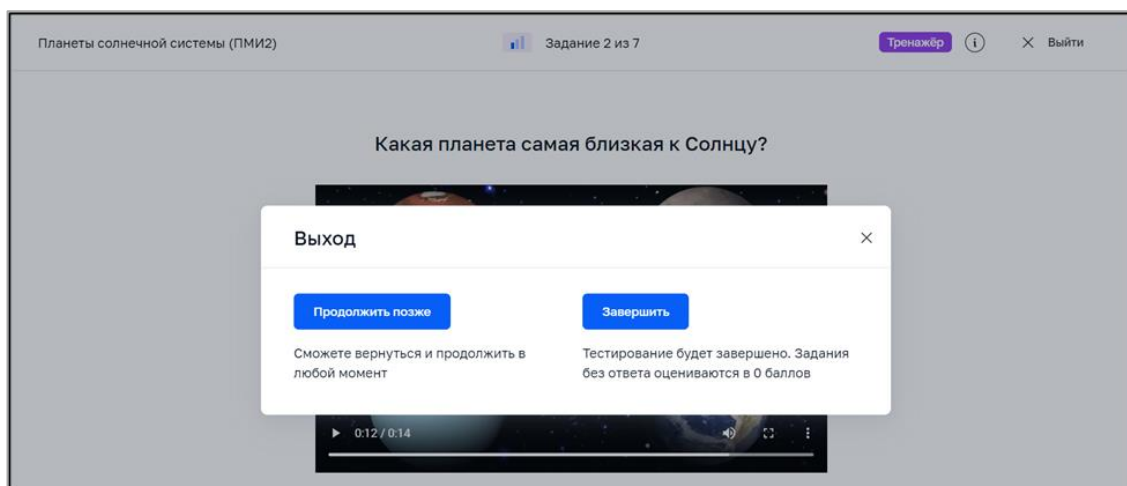 Планеты солнечной системы (ПМИ2)
Задание 2 из 7
Тренажёр
i
Выйти
Какая планета самая близкая к Солнцу?
Выход
Продолжить позже
Сможете вернуться и продолжить в
любой момент
Завершить
Тестирование будет завершено. Задания
без ответа оцениваются в 0 баллов
0:12 / 0:14